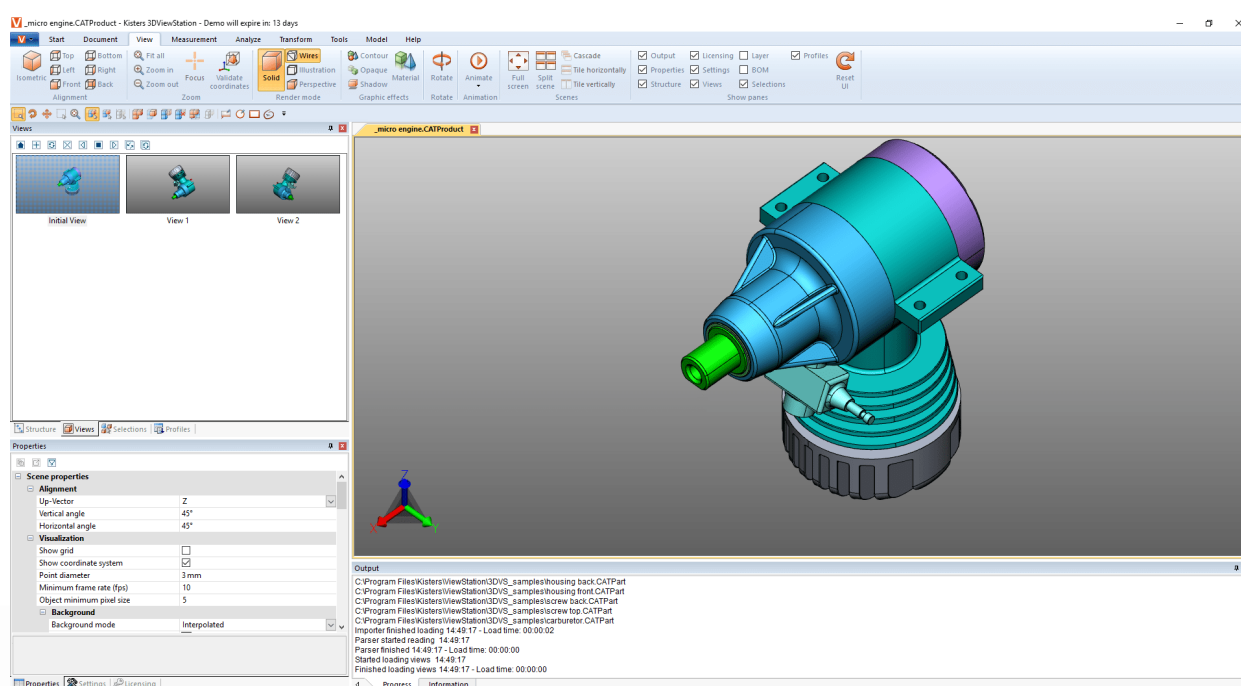 _micro engine.CATProduct - Kisters 3DViewStation - Demo will expire in: 13 days
Start Document View Measurement Analyze Transform Tools Model Help
Isometric
Top Bottom
Left Right
Front Back
Alignment
Fit all
Zoom in
Zoom out
Focus
Validate coordinates
Zoom
Solid
Wires
Illustration
Perspective
Render mode
Contour
Opaque
Shadow
Material
Graphic effects
Rotate
Rotate
Animate
Animation
Full screen
Split scene
Cascade
Tile horizontally
Tile vertically
Scenes
Output Licensing Layer Profiles
Properties Settings BOM
Structure Views Selections
Show panes
Reset UI
Views
Initial View
View 1
View 2
Structure Views Selections Profiles
Properties
Scene properties
Alignment
Up-Vector Z
Vertical angle 45°
Horizontal angle 45°
Visualization
Show grid
Show coordinate system
Point diameter 3 mm
Minimum frame rate (fps) 10
Object minimum pixel size 5
Background
Background mode Interpolated
Properties Settings Licensing
_micro engine.CATProduct
Z
X
Y
Output
C:\Program Files\Kisters\ViewStation\3DVS_samples\housing back.CATPart
C:\Program Files\Kisters\ViewStation\3DVS_samples\housing front.CATPart
C:\Program Files\Kisters\ViewStation\3DVS_samples\screw back.CATPart
C:\Program Files\Kisters\ViewStation\3DVS_samples\screw top.CATPart
C:\Program Files\Kisters\ViewStation\3DVS_samples\carburetor.CATPart
Importer finished loading 14:49:17 - Load time: 00:00:02
Parser started reading 14:49:17
Parser finished 14:49:17 - Load time: 00:00:00
Started loading views 14:49:17
Finished loading views 14:49:17 - Load time: 00:00:00
Progress Information